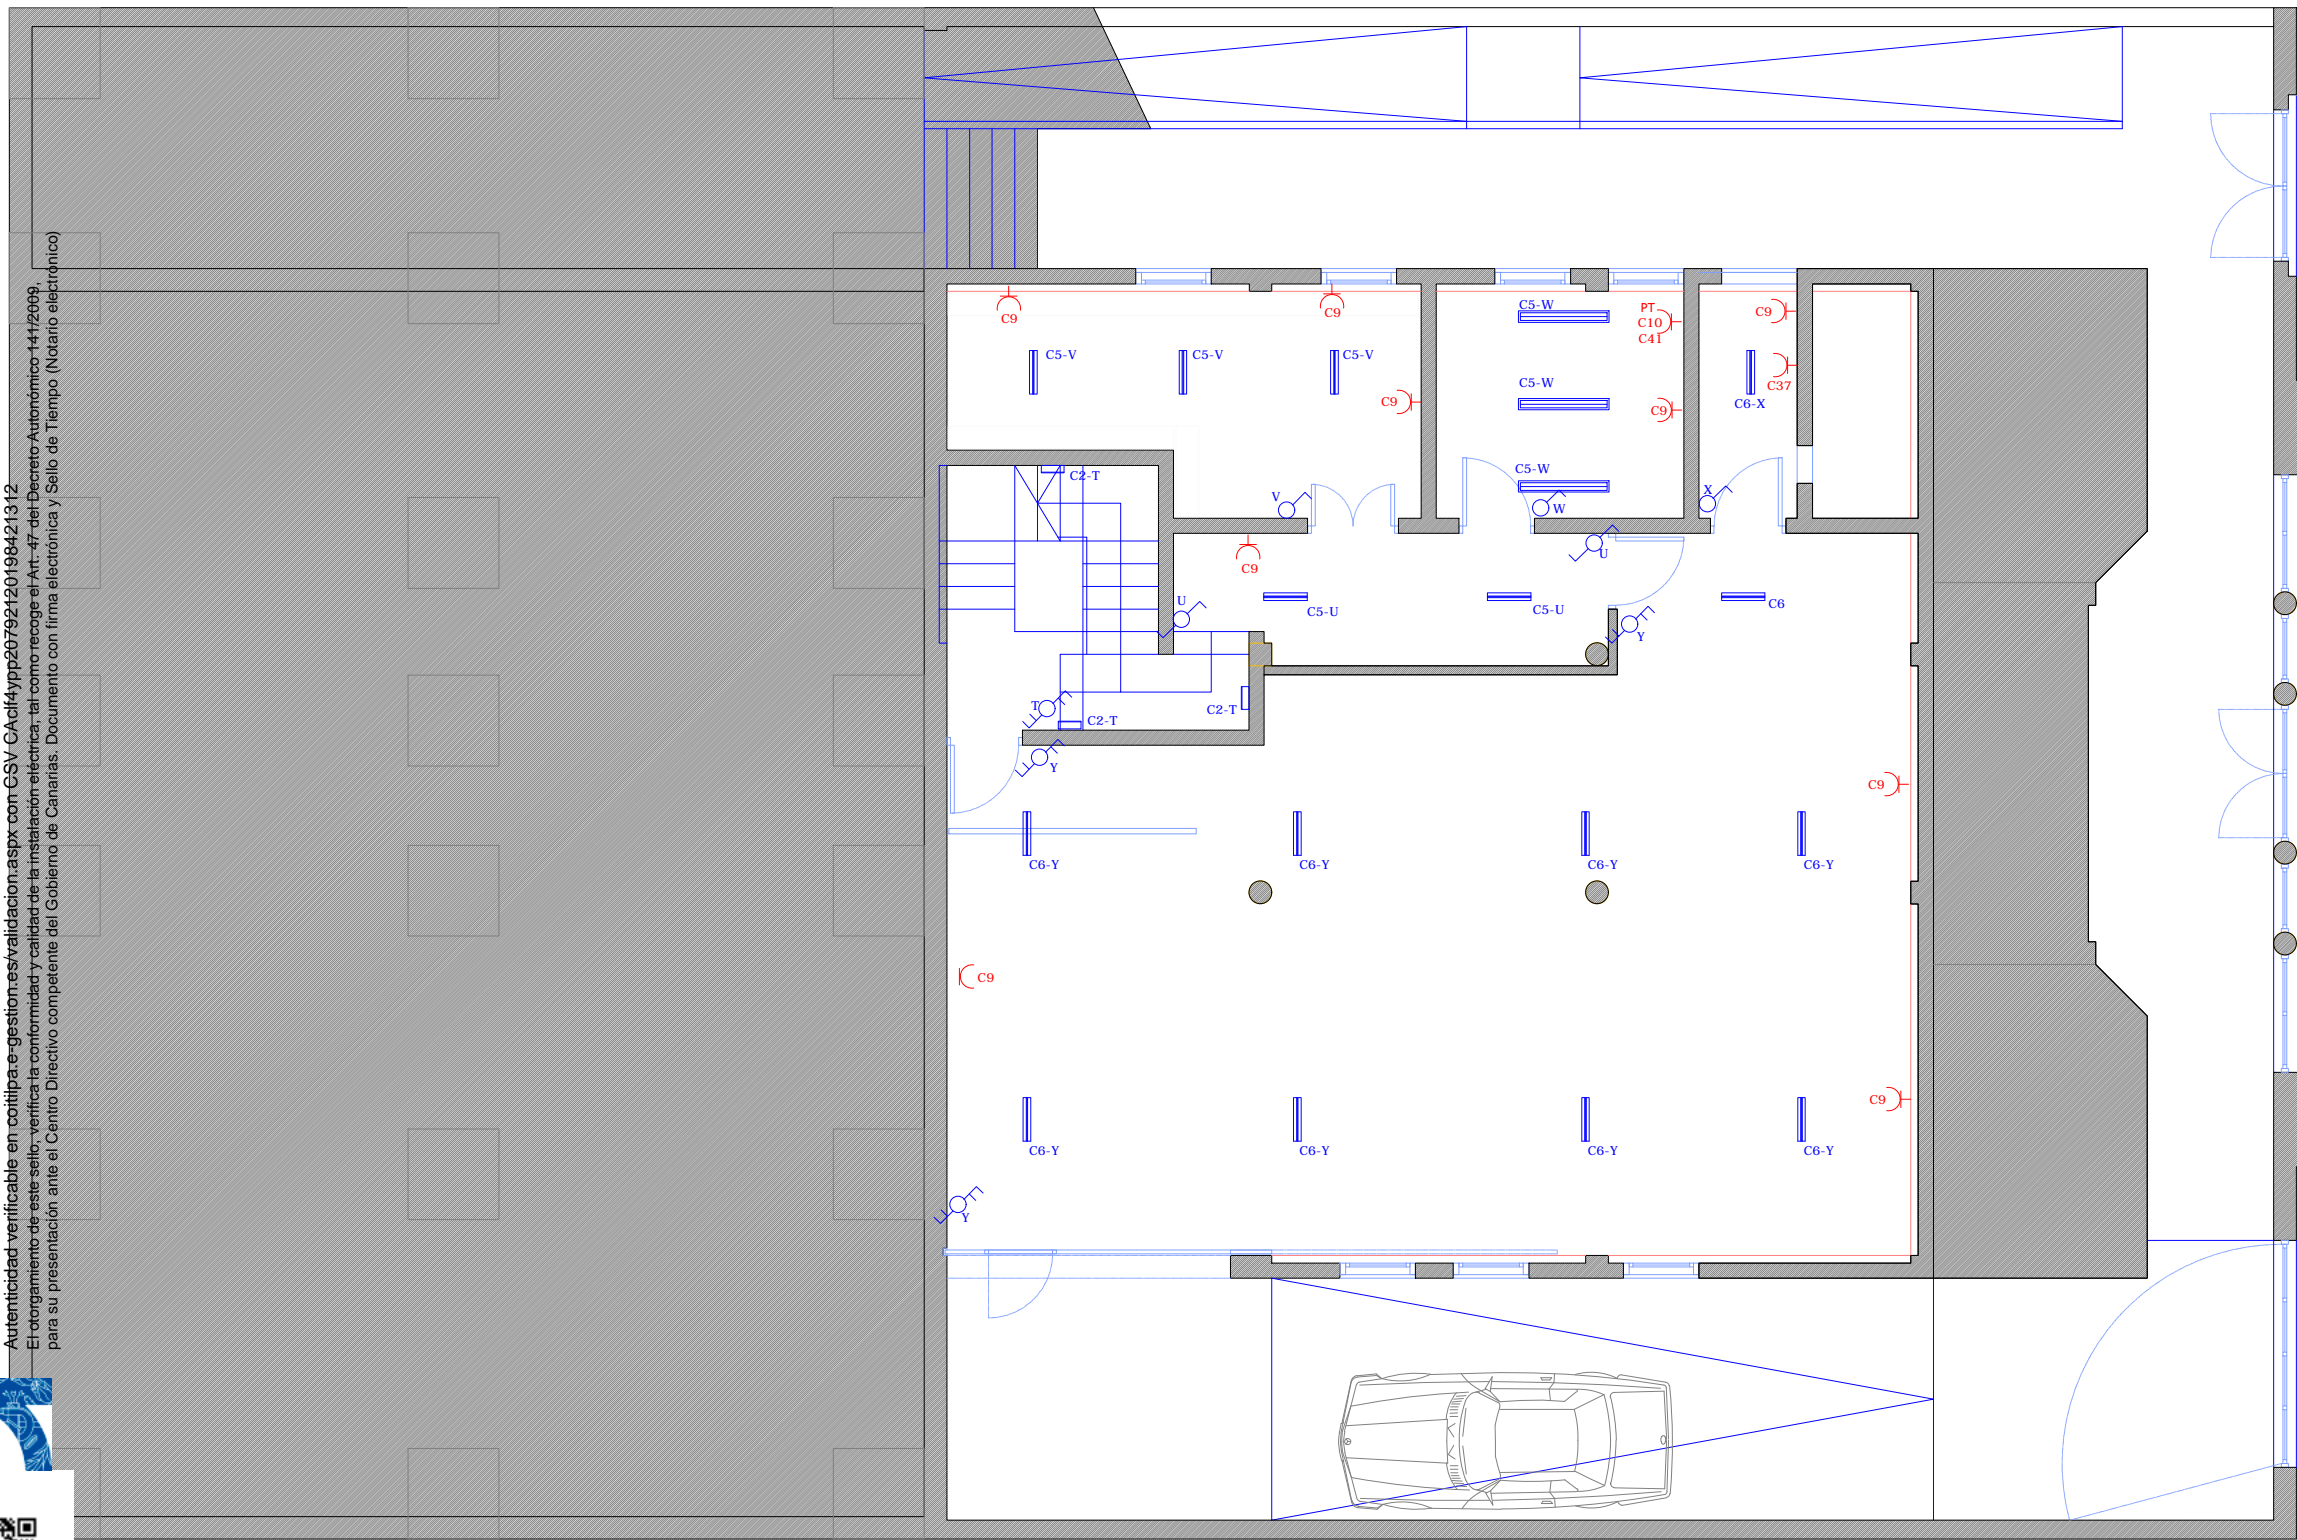 Autenticidad verificable en coitilpa.e-gestion.es/validacion.aspx con CSV CAclf4ypp20792120198421312
El otorgamiento de este sello, verifica la conformidad y calidad de la instalación eléctrica, tal como recoge el Art. 47 del Decreto Autonómico 141/2009,
para su presentación ante el Centro Directivo competente del Gobierno de Canarias. Documento con firma electrónica y Sello de Tiempo (Notario electrónico)
C9
C9
C5-W
PT
C10
C41
C9
C5-V
C5-V
C5-V
C5-W
C37
C9
C9
C6-X
C5-W
C2-T
V
W
X
C9
U
U
C5-U
C5-U
C6
Y
T
C2-T
C2-T
Y
C9
C6-Y
C6-Y
C6-Y
C6-Y
C9
C9
C6-Y
C6-Y
C6-Y
C6-Y
Y